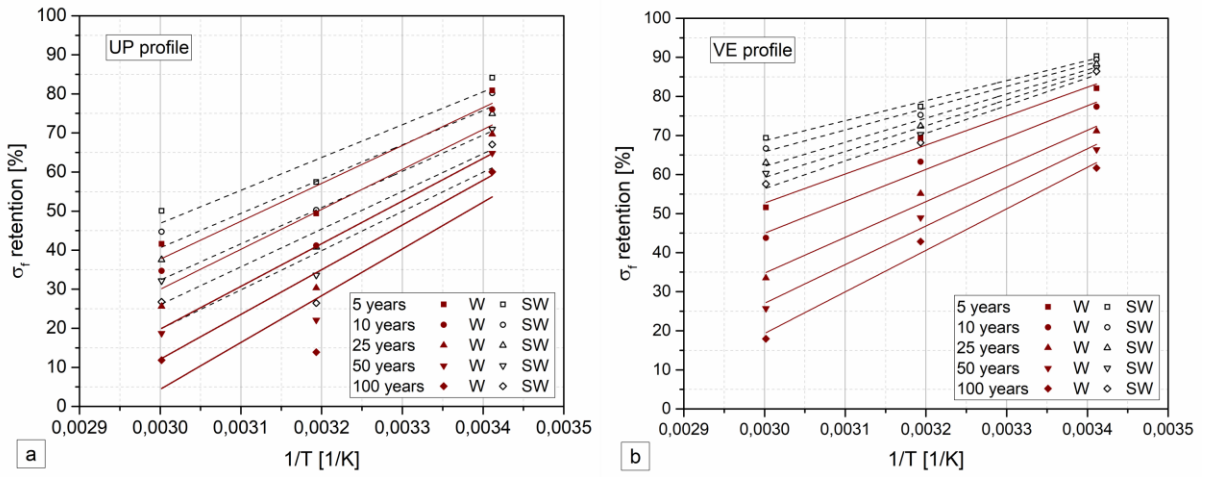 100
90
80
70
60
50
40
30
20
10
0
σf retention [%]
UP profile
5 years W SW
10 years W SW
25 years W SW
50 years W SW
100 years W SW
0,0029 0,0030 0,0031 0,0032 0,0033 0,0034 0,0035
1/T [1/K]
a
100
90
80
70
60
50
40
30
20
10
0
σf retention [%]
VE profile
5 years W SW
10 years W SW
25 years W SW
50 years W SW
100 years W SW
0,0029 0,0030 0,0031 0,0032 0,0033 0,0034 0,0035
1/T [1/K]
b